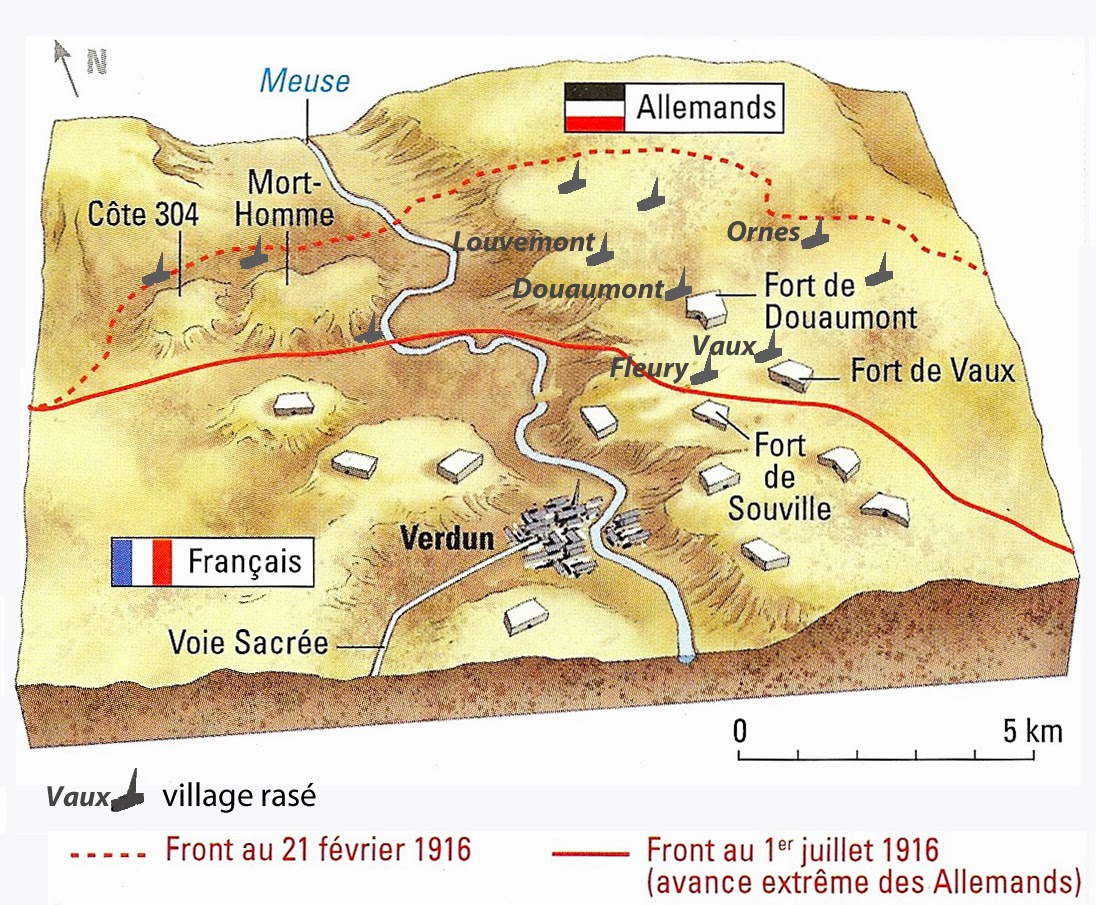 N
Meuse
Allemands
Mort-
Homme
Côte 304
Louvemont
Ornes
Douaumont
Fort de
Douaumont
Vaux
Fleury
Fort de Vaux
Fort
de
Souville
Verdun
Français
Voie Sacrée
0 5 km
Vaux village rasé
Front au 21 février 1916
Front au 1er juillet 1916
(avance extrême des Allemands)